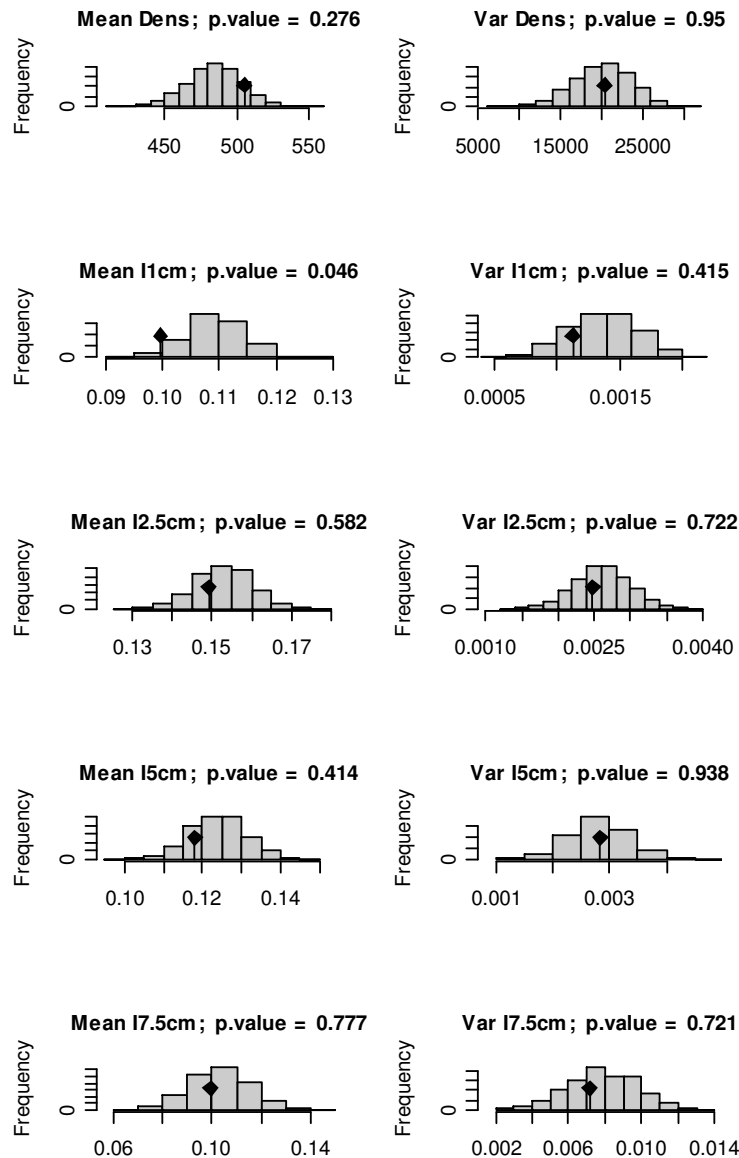 Mean Dens; p.value = 0.276
Frequency
0
450 500 550
Var Dens; p.value = 0.95
Frequency
0
5000 15000 25000
Mean I1cm; p.value = 0.046
Frequency
0
0.09 0.10 0.11 0.12 0.13
Var I1cm; p.value = 0.415
Frequency
0
0.0005 0.0015
Mean I2.5cm; p.value = 0.582
Frequency
0
0.13 0.15 0.17
Var I2.5cm; p.value = 0.722
Frequency
0
0.0010 0.0025 0.0040
Mean I5cm; p.value = 0.414
Frequency
0
0.10 0.12 0.14
Var I5cm; p.value = 0.938
Frequency
0
0.001 0.003
Mean I7.5cm; p.value = 0.777
Frequency
0
0.06 0.10 0.14
Var I7.5cm; p.value = 0.721
Frequency
0
0.002 0.006 0.010 0.014